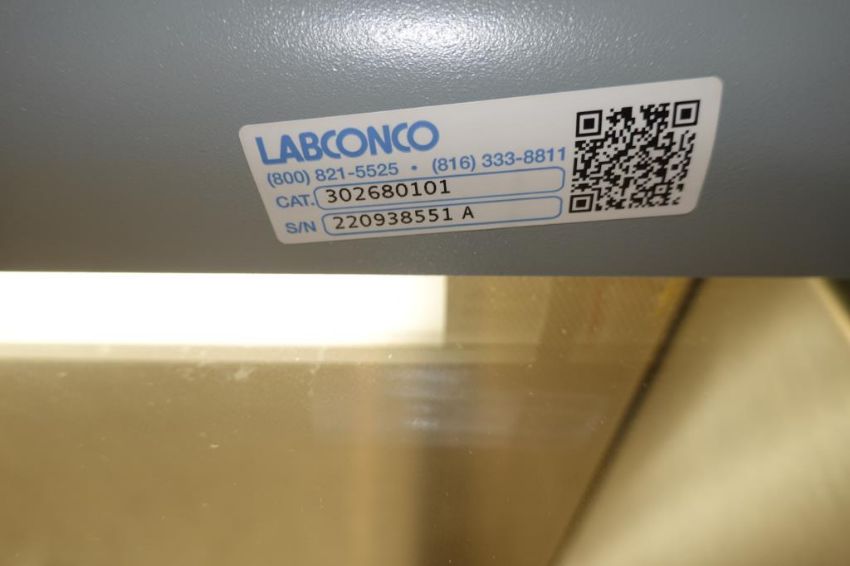 LABCONCO
(800) 821-5525 • (816) 333-8811
CAT. 302680101
S/N 220938551 A